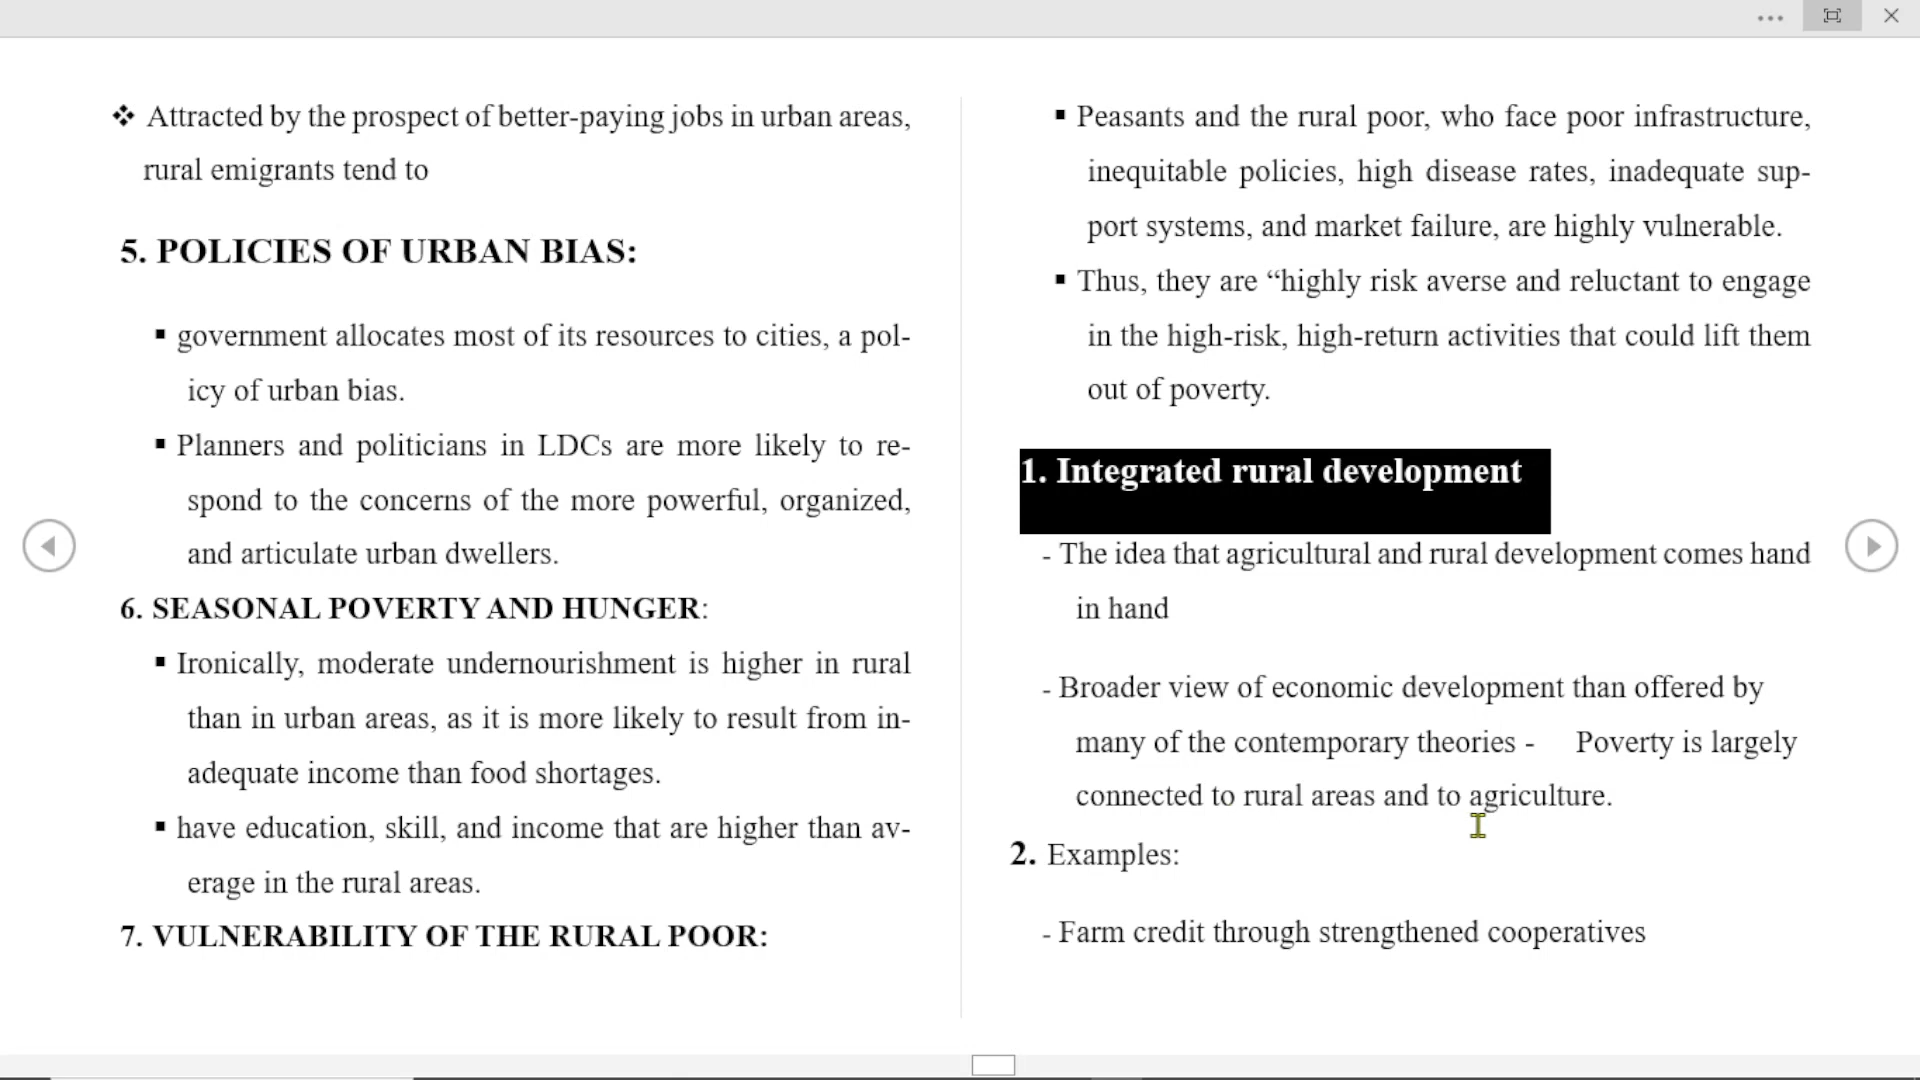 ❖ Attracted by the prospect of better-paying jobs in urban areas,
rural emigrants tend to
5. POLICIES OF URBAN BIAS:
▪ government allocates most of its resources to cities, a pol-
icy of urban bias.
▪ Planners and politicians in LDCs are more likely to re-
spond to the concerns of the more powerful, organized,
and articulate urban dwellers.
6. SEASONAL POVERTY AND HUNGER:
▪ Ironically, moderate undernourishment is higher in rural
than in urban areas, as it is more likely to result from in-
adequate income than food shortages.
▪ have education, skill, and income that are higher than av-
erage in the rural areas.
7. VULNERABILITY OF THE RURAL POOR:
▪ Peasants and the rural poor, who face poor infrastructure,
inequitable policies, high disease rates, inadequate sup-
port systems, and market failure, are highly vulnerable.
▪ Thus, they are “highly risk averse and reluctant to engage
in the high-risk, high-return activities that could lift them
out of poverty.
1. Integrated rural development
- The idea that agricultural and rural development comes hand
in hand
- Broader view of economic development than offered by
many of the contemporary theories - Poverty is largely
connected to rural areas and to agriculture.
2. Examples:
- Farm credit through strengthened cooperatives